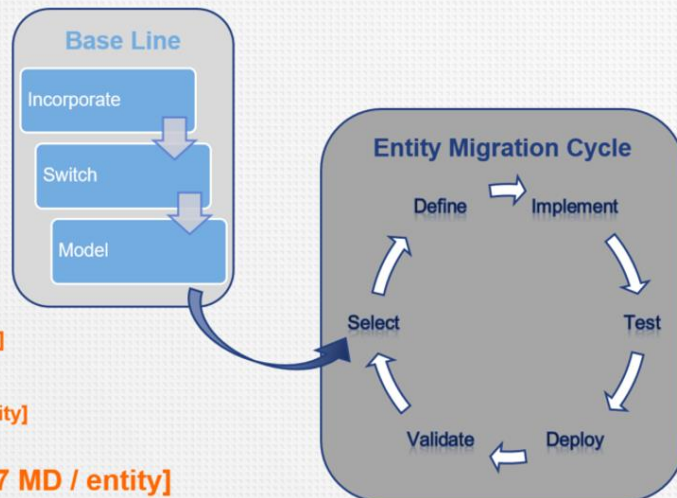 Base Line
Incorporate
Switch
Model
Entity Migration Cycle
Define
Implement
Select
Test
Validate
Deploy
]
ity]
7 MD / entity]